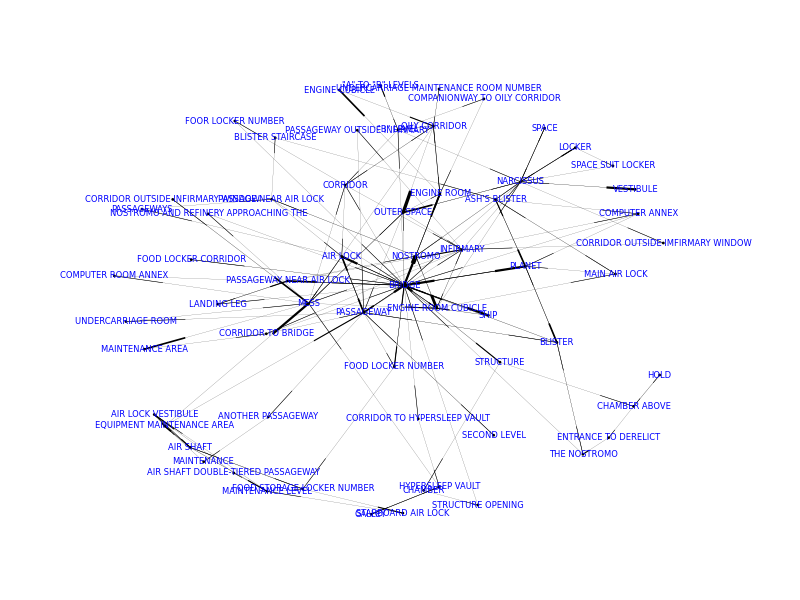 "A" TO "B" LEVELS
UNDERCARRIAGE MAINTENANCE ROOM NUMBER
ENGINE CUBICLE
COMPANIONWAY TO OILY CORRIDOR
FOOR LOCKER NUMBER
OILY CORRIDOR
PASSAGEWAY OUTSIDE INFIRMARY
SPACE
BLISTER STAIRCASE
LOCKER
SPACE SUIT LOCKER
NARCISSUS
CORRIDOR
VESTIBULE
ENGINE ROOM
CORRIDOR OUTSIDE INFIRMARY WINDOW
PASSAGE NEAR AIR LOCK
ASH'S BLISTER
PASSAGEWAYS
NOSTROMO AND REFINERY APPROACHING THE
OUTER SPACE
COMPUTER ANNEX
CORRIDOR OUTSIDE IMFIRMARY WINDOW
INFIRMARY
AIR LOCK
NOSTROMO
FOOD LOCKER CORRIDOR
PLANET
COMPUTER ROOM ANNEX
MAIN AIR LOCK
PASSAGEWAY NEAR AIR LOCK
BRIDGE
LANDING LEG
MESS
ENGINE ROOM CUBICLE
PASSAGEWAY
SHIP
UNDERCARRIAGE ROOM
CORRIDOR TO BRIDGE
BLISTER
MAINTENANCE AREA
STRUCTURE
FOOD LOCKER NUMBER
HOLD
CHAMBER ABOVE
AIR LOCK VESTIBULE
ANOTHER PASSAGEWAY
CORRIDOR TO HYPERSLEEP VAULT
EQUIPMENT MAINTENANCE AREA
SECOND LEVEL
ENTRANCE TO DERELICT
AIR SHAFT
THE NOSTROMO
MAINTENANCE
AIR SHAFT DOUBLE-TIERED PASSAGEWAY
HYPERSLEEP VAULT
FOOD STORAGE LOCKER NUMBER
MAINTENANCE LEVEL
CHAMBER
STRUCTURE OPENING
STARBOARD AIR LOCK